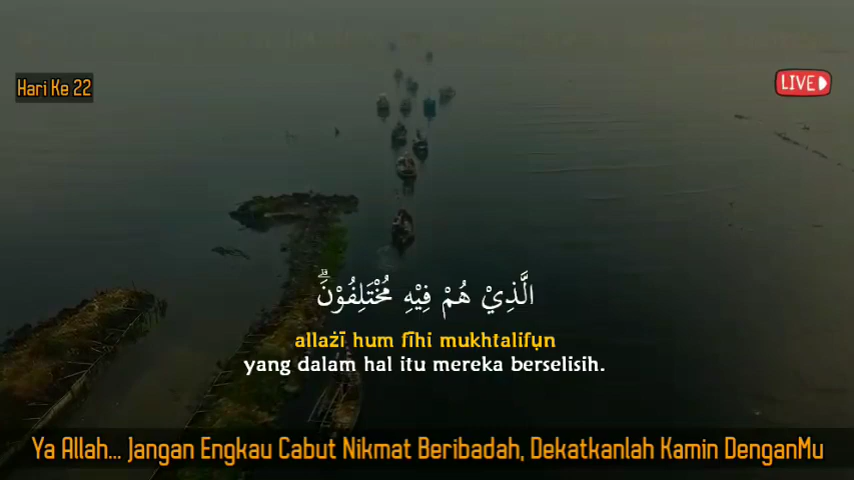 Hari Ke 22
LIVE
الَّذِيْ هُمْ فِيْهِ مُخْتَلِفُوْنَۗ
allażī hum fīhi mukhtalifụn
yang dalam hal itu mereka berselisih.
Ya Allah... Jangan Engkau Cabut Nikmat Beribadah, Dekatkanlah Kamin DenganMu